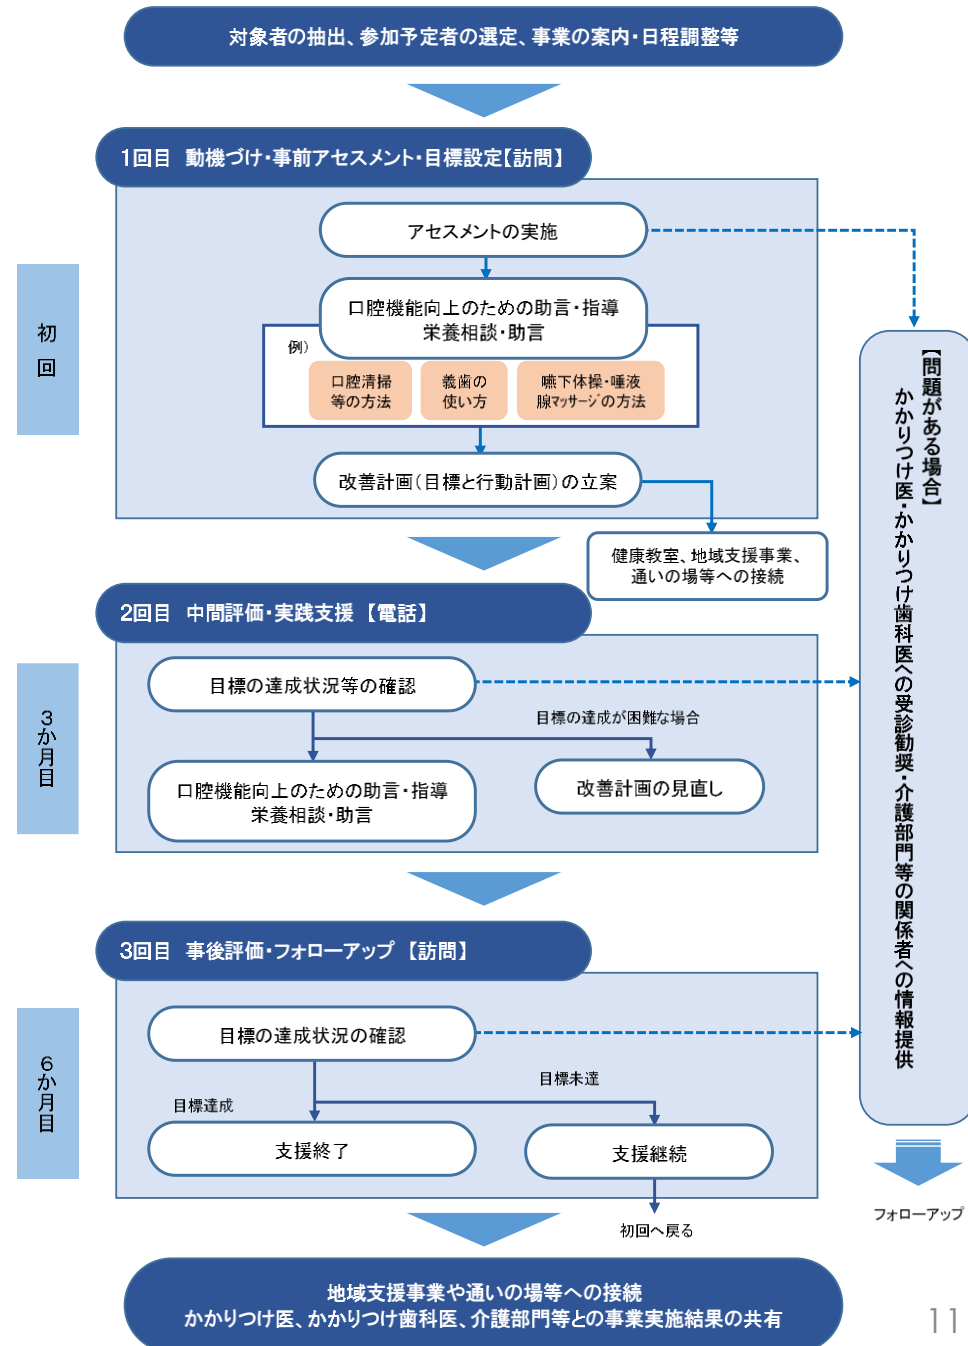 対象者の抽出、参加予定者の選定、事業の案内・日程調整等
1回目 動機づけ・事前アセスメント・目標設定【訪問】
初回
アセスメントの実施
口腔機能向上のための助言・指導
栄養相談・助言
例）
口腔清掃
等の方法
義歯の
使い方
嚥下体操・唾液
腺マッサージの方法
改善計画（目標と行動計画）の立案
健康教室、地域支援事業、
通いの場等への接続
【問題がある場合】
かかりつけ医・かかりつけ歯科医への受診勧奨・介護部門等の関係者への情報提供
2回目 中間評価・実践支援 【電話】
3か月目
目標の達成状況等の確認
目標の達成が困難な場合
口腔機能向上のための助言・指導
栄養相談・助言
改善計画の見直し
3回目 事後評価・フォローアップ 【訪問】
6か月目
目標の達成状況の確認
目標未達
目標達成
支援終了
支援継続
初回へ戻る
フォローアップ
地域支援事業や通いの場等への接続
かかりつけ医、かかりつけ歯科医、介護部門等との事業実施結果の共有
11